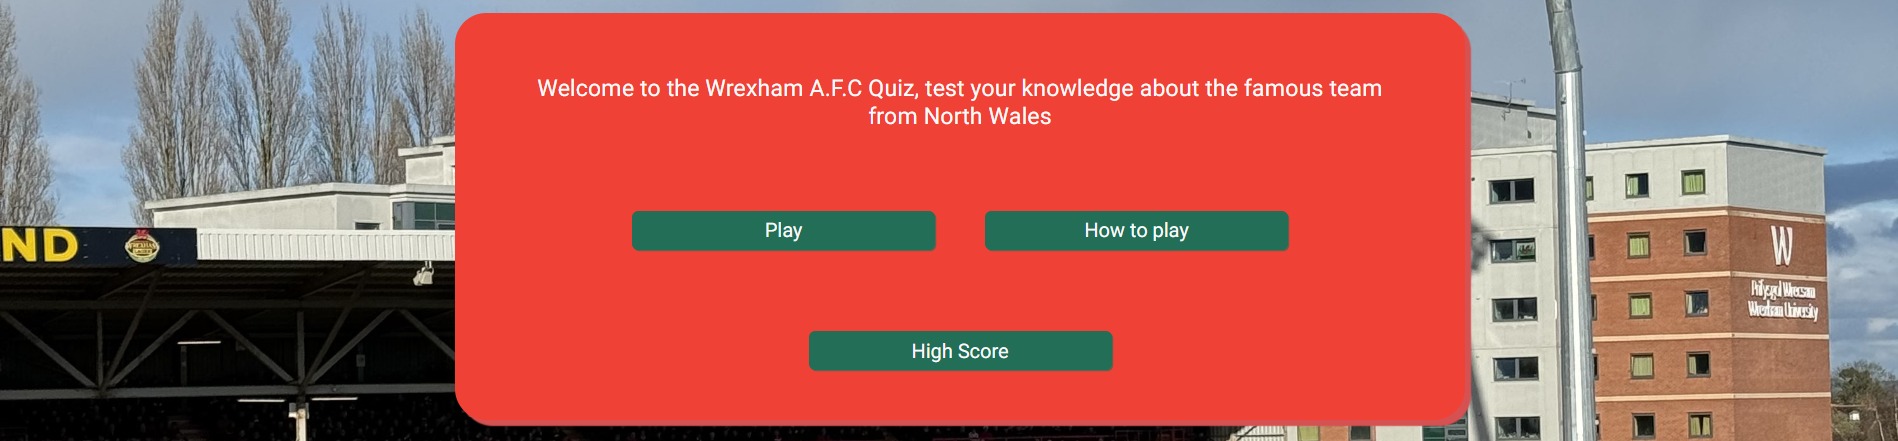 Welcome to the Wrexham A.F.C Quiz, test your knowledge about the famous team
from North Wales
Play
How to play
High Score
ND
WREXHAM
W
Prifysgol Wrecsam
Wrexham University